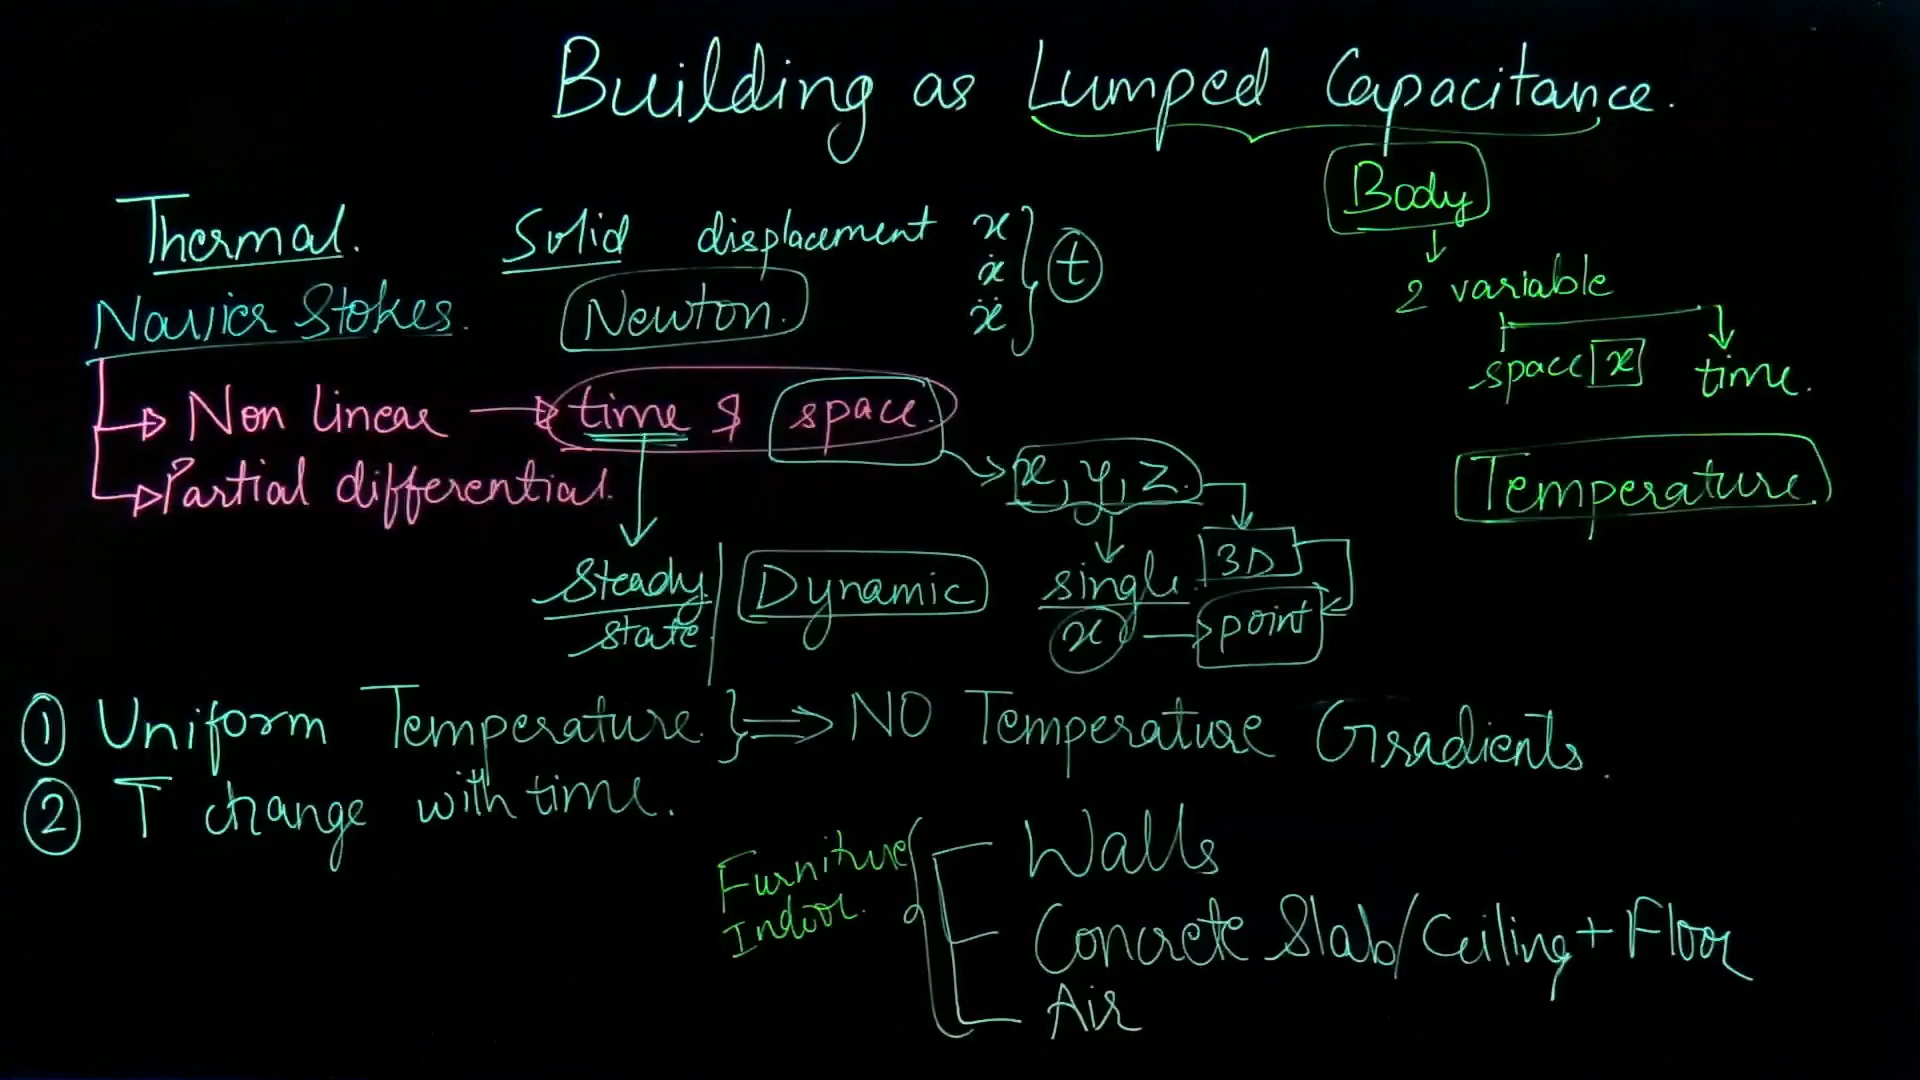 Building as Lumped Capacitance.
Body
2 variable
space x time.
Temperature
Thermal. Solid displacement x ẋ ẍ t
Navier Stokes. Newton.
Non linear time & space.
Partial differential.
x, y, z.
3D
single
x point
Steady state Dynamic
① Uniform Temperature. } ⇒ NO Temperature Gradients.
② T change with time.
Furniture
Indoor.
Walls
Concrete Slab/Ceiling + Floor
Air